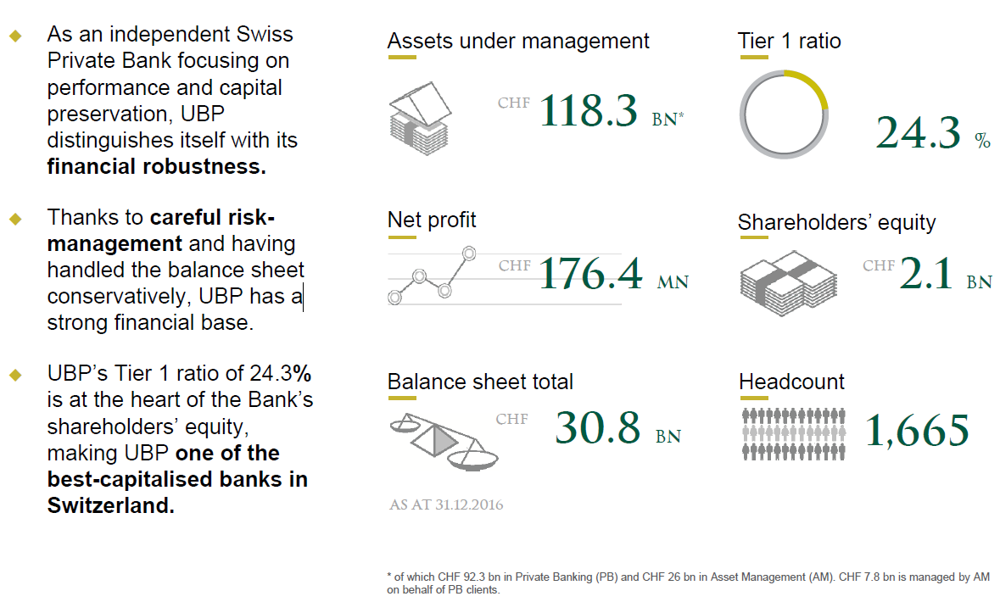 As an independent Swiss
Private Bank focusing on
performance and capital
preservation, UBP
distinguishes itself with its
financial robustness.
Thanks to careful risk-
management and having
handled the balance sheet
conservatively, UBP has a
strong financial base.
UBP's Tier 1 ratio of 24.3%
is at the heart of the Bank's
shareholders' equity,
making UBP one of the
best-capitalised banks in
Switzerland.
Assets under management
CHF 118.3 BN*
Tier 1 ratio
24.3 %
Net profit
CHF 176.4 MN
Shareholders' equity
CHF 2.1 BN
Balance sheet total
CHF 30.8 BN
Headcount
1,665
AS AT 31.12.2016
* of which CHF 92.3 bn in Private Banking (PB) and CHF 26 bn in Asset Management (AM). CHF 7.8 bn is managed by AM
on behalf of PB clients.